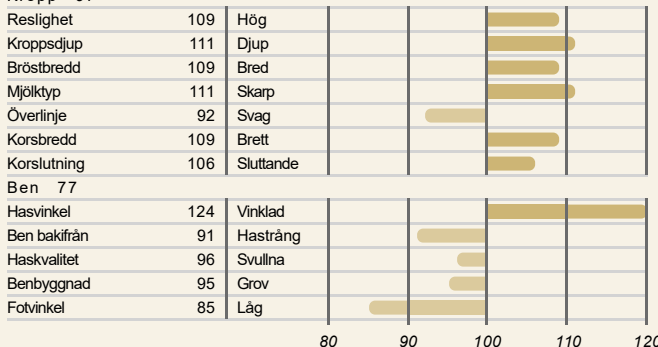 Reslighet 109 Hög
Kroppsdjup 111 Djup
Bröstbredd 109 Bred
Mjölktyp 111 Skarp
Överlinje 92 Svag
Korsbredd 109 Brett
Korslutning 106 Sluttande
Ben 77
Hasvinkel 124 Vinklad
Ben bakifrån 91 Hastrång
Haskvalitet 96 Svullna
Benbyggnad 95 Grov
Fotvinkel 85 Låg
80 90 100 110 120